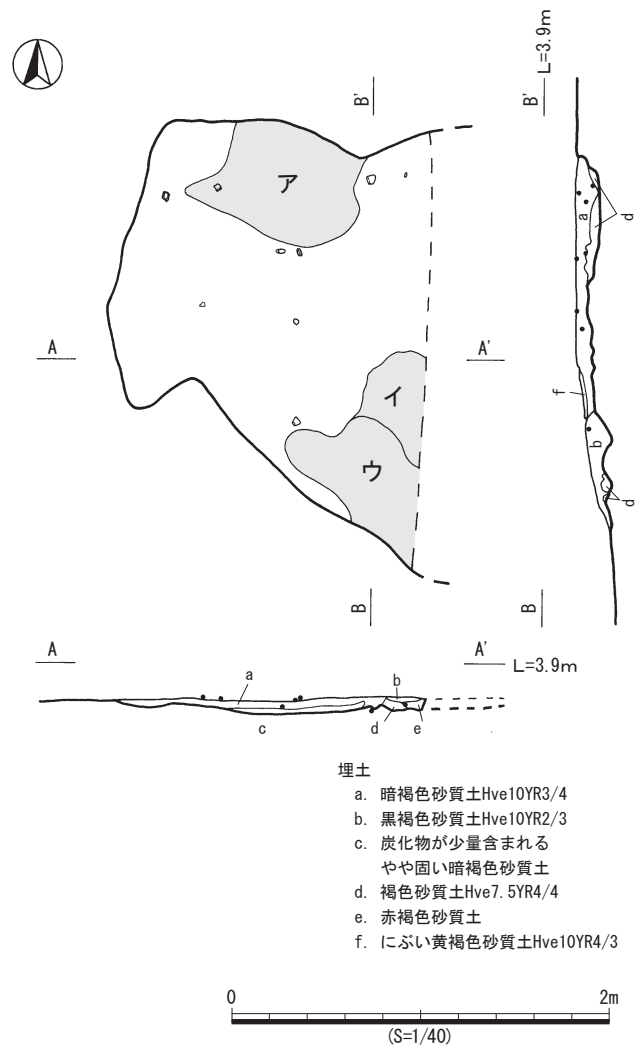 L=3.9m
B'
B'
ア
a
d
A
A'
イ
f
ウ
b
d
B
B
A
A'
L=3.9m
a
b
c
d
e
埋土
a. 暗褐色砂質土Hve10YR3/4
b. 黒褐色砂質土Hve10YR2/3
c. 炭化物が少量含まれる
やや固い暗褐色砂質土
d. 褐色砂質土Hve7.5YR4/4
e. 赤褐色砂質土
f. にぶい黄褐色砂質土Hve10YR4/3
0
2m
(S=1/40)